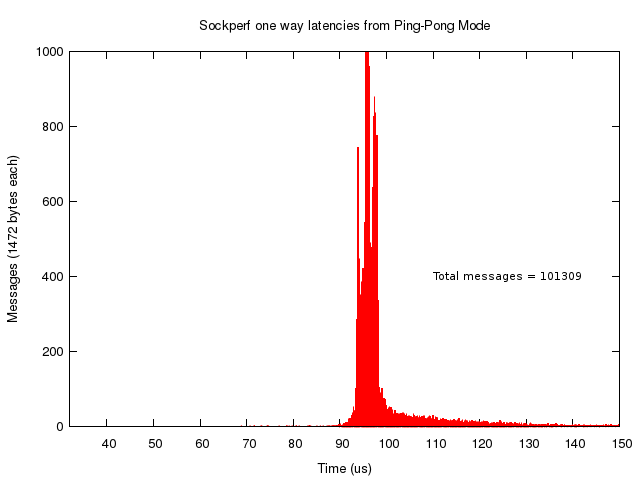 Sockperf one way latencies from Ping-Pong Mode
1000
800
600
400
200
0
Messages (1472 bytes each)
Total messages = 101309
40 50 60 70 80 90 100 110 120 130 140 150
Time (us)